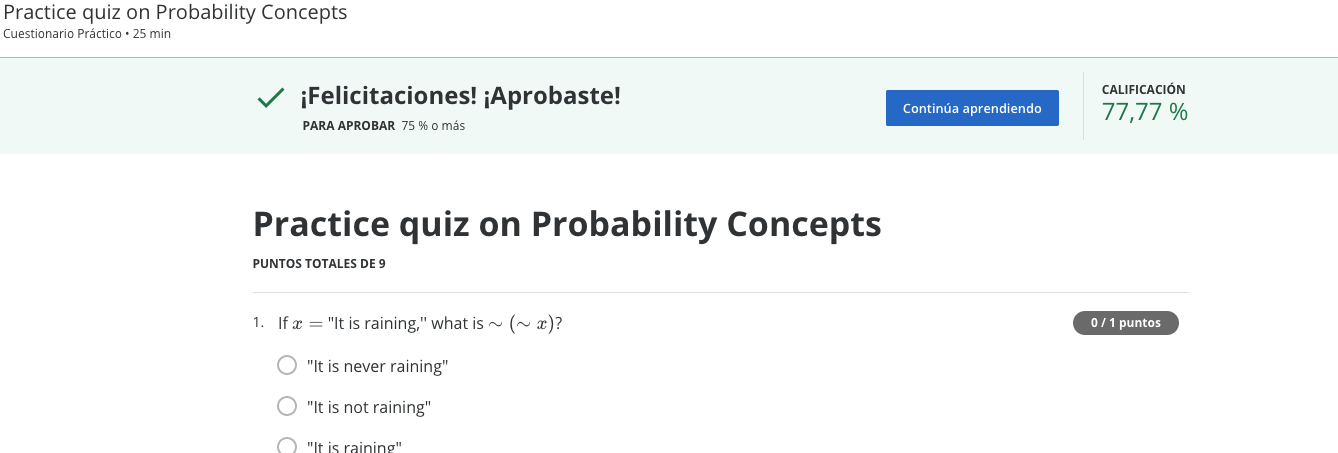 Practice quiz on Probability Concepts
Cuestionario Práctico • 25 min
¡Felicitaciones! ¡Aprobaste!
PARA APROBAR 75 % o más
Continúa aprendiendo
CALIFICACIÓN
77,77 %
Practice quiz on Probability Concepts
PUNTOS TOTALES DE 9
1. If x = "It is raining,'' what is ∼ (∼ x)?
0 / 1 puntos
"It is never raining"
"It is not raining"
"It is raining"